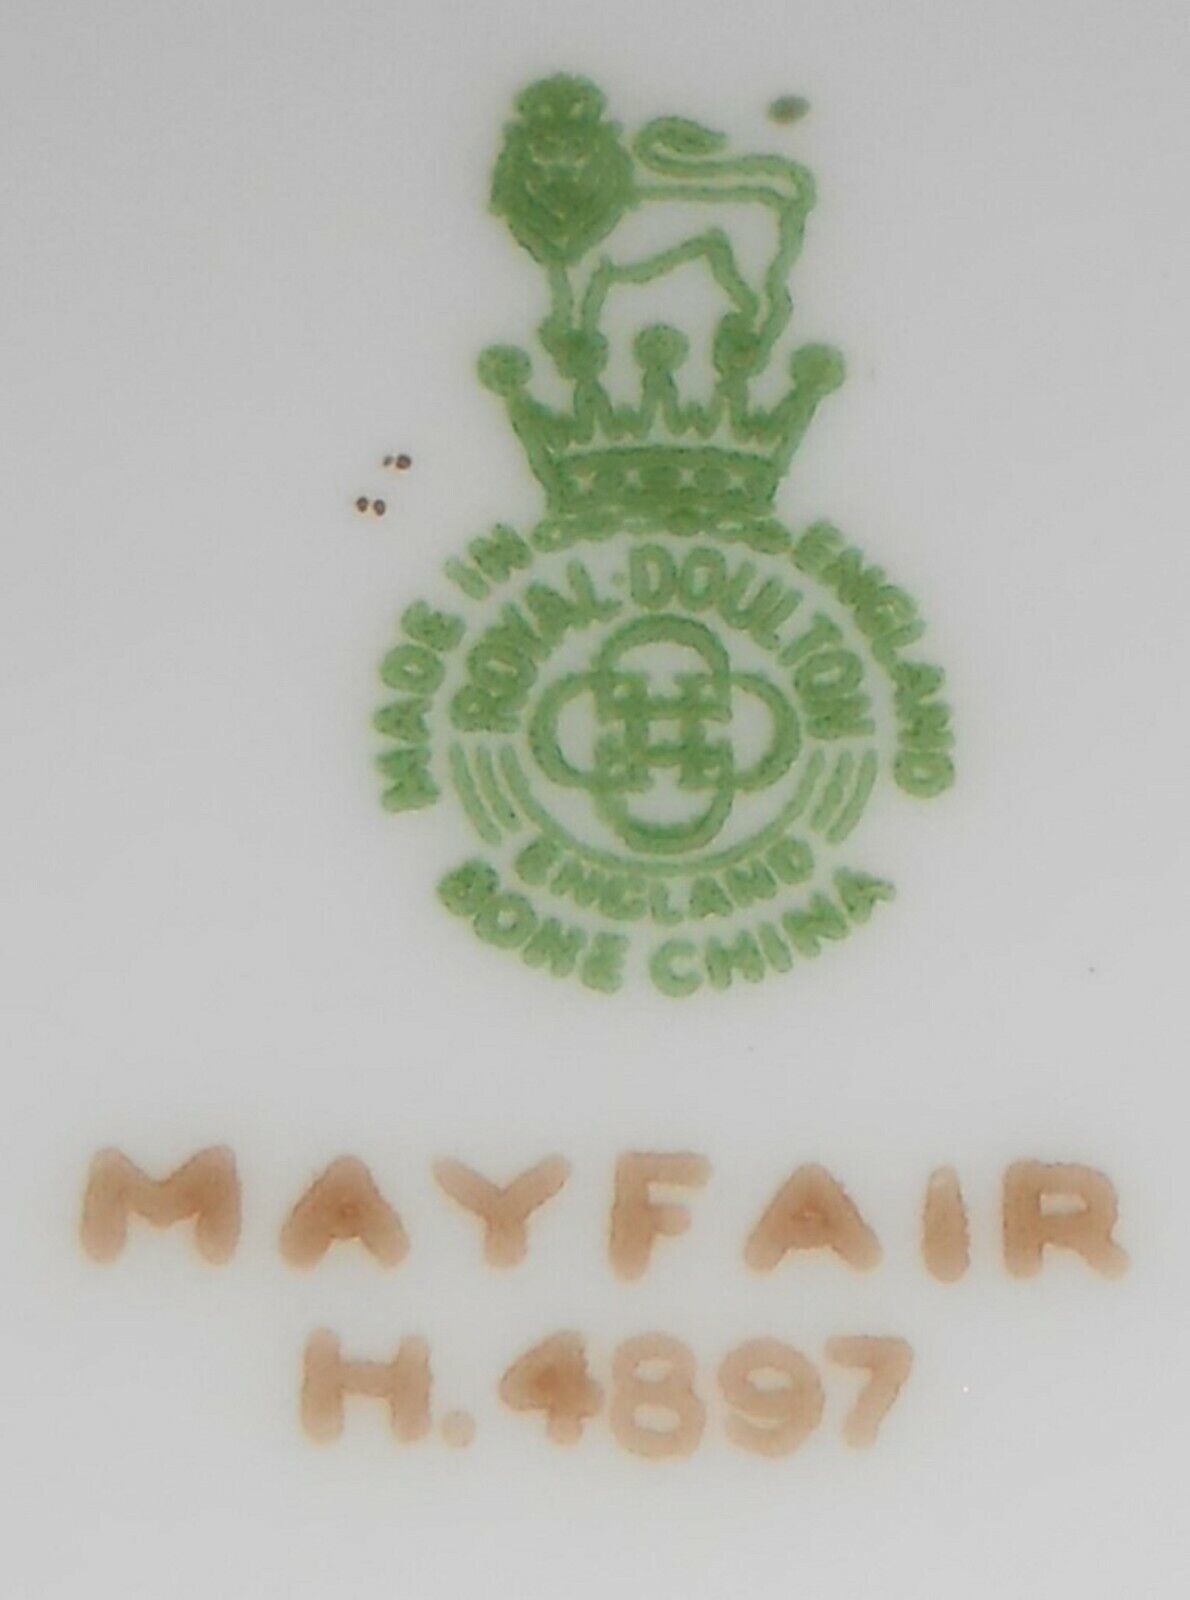 MADE IN ENGLAND
ROYAL·DOULTON
ENGLAND
BONE CHINA
MAYFAIR
H.4897